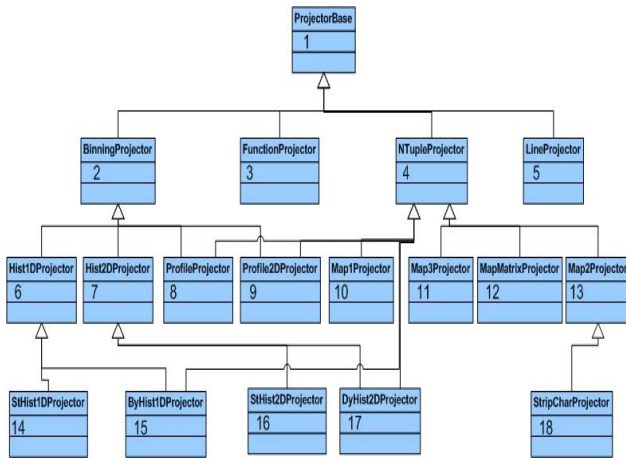 ProjectorBase
1
BinningProjector
2
FunctionProjector
3
NTupleProjector
4
LineProjector
5
Hist1DProjector
6
Hist2DProjector
7
ProfileProjector
8
Profile2DProjector
9
Map1Projector
10
Map3Projector
11
MapMatrixProjector
12
Map2Projector
13
StHist1DProjector
14
ByHist1DProjector
15
StHist2DProjector
16
DyHist2DProjector
17
StripCharProjector
18